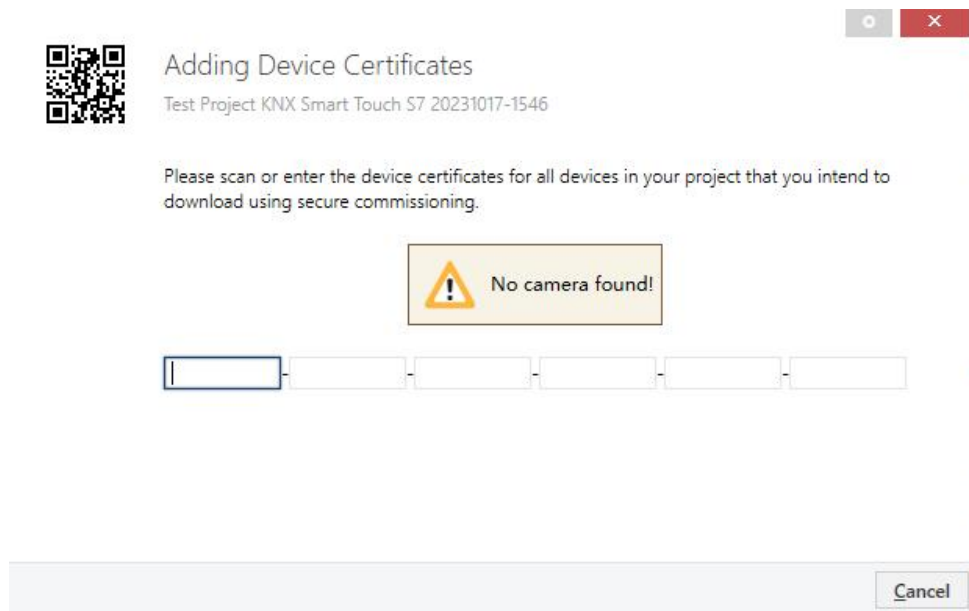 Adding Device Certificates
Test Project KNX Smart Touch S7 20231017-1546
Please scan or enter the device certificates for all devices in your project that you intend to
download using secure commissioning.
No camera found!
- - - - -
Cancel